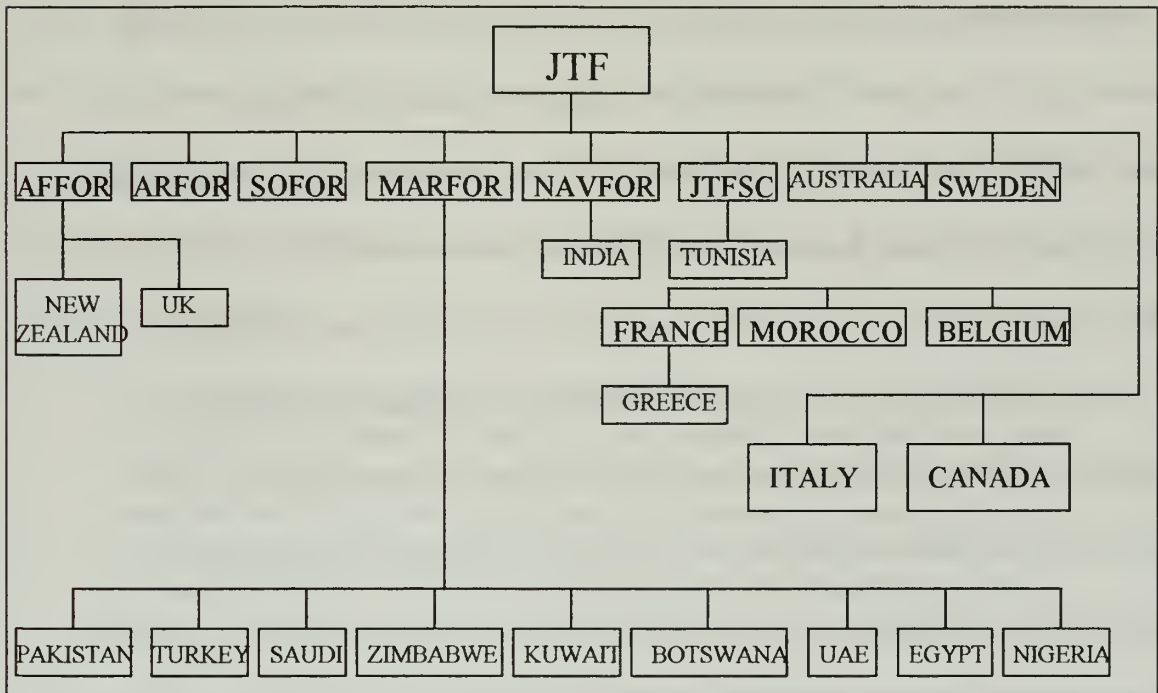 JTF
AFFOR
ARFOR
SOFOR
MARFOR
NAVFOR
JTFSC
AUSTRALIA
SWEDEN
INDIA
TUNISIA
NEW
ZEALAND
UK
FRANCE
MOROCCO
BELGIUM
GREECE
ITALY
CANADA
PAKISTAN
TURKEY
SAUDI
ZIMBABWE
KUWAIT
BOTSWANA
UAE
EGYPT
NIGERIA